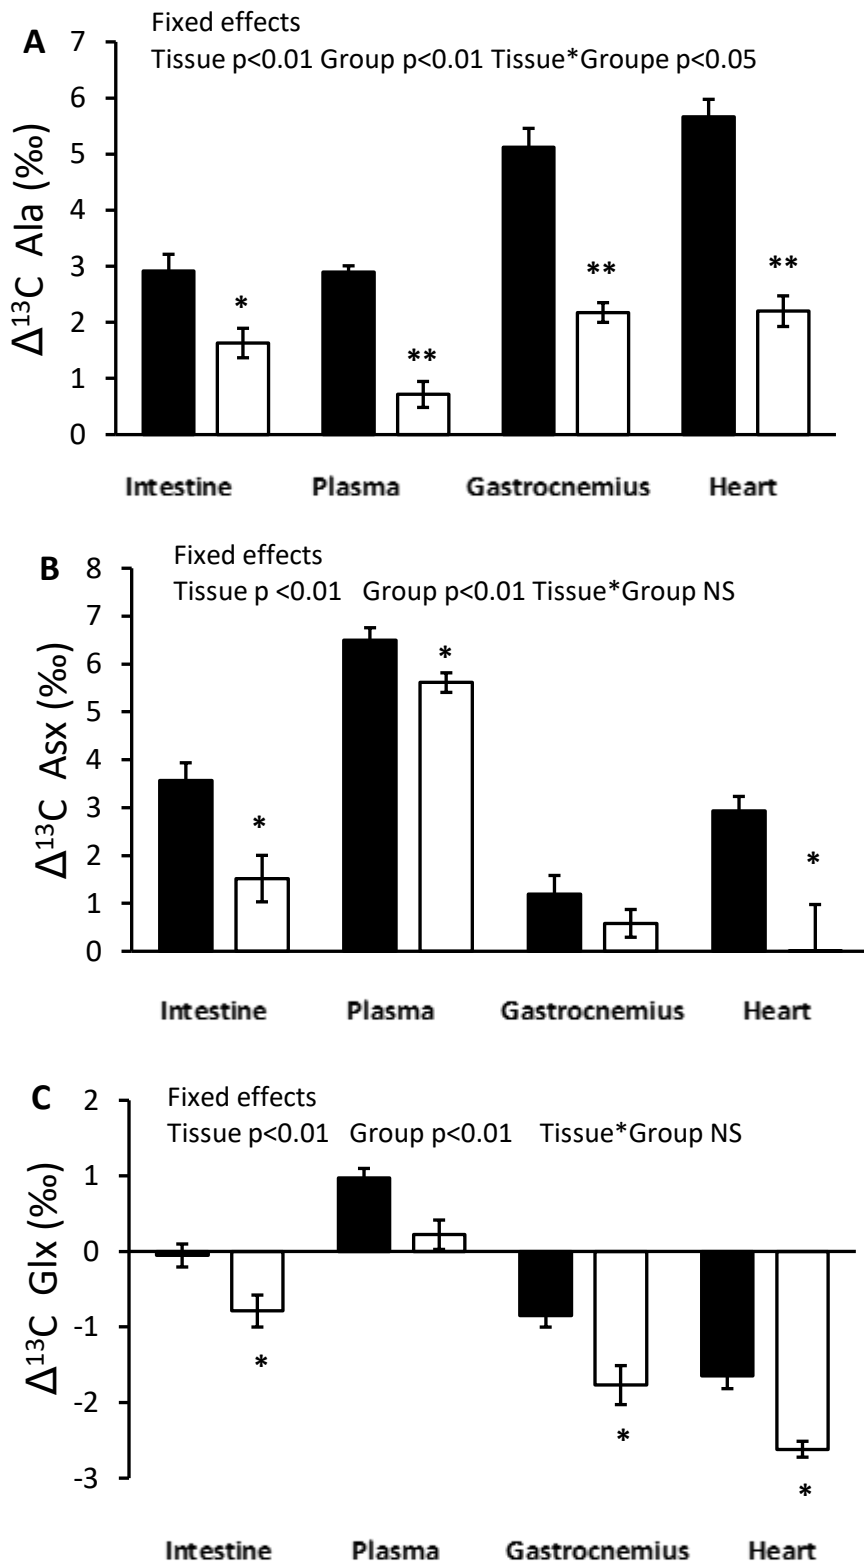 A
Fixed effects
Tissue p<0.01 Group p<0.01 Tissue*Groupe p<0.05
Δ¹³C Ala (‰)
7
6
5
4
3
2
1
0
*
**
**
**
Intestine Plasma Gastrocnemius Heart
B
Fixed effects
Tissue p <0.01 Group p<0.01 Tissue*Group NS
Δ¹³C Asx (‰)
8
7
6
5
4
3
2
1
0
*
*
*
Intestine Plasma Gastrocnemius Heart
C
Fixed effects
Tissue p<0.01 Group p<0.01 Tissue*Group NS
Δ¹³C Glx (‰)
2
1
0
-1
-2
-3
*
*
*
Intestine Plasma Gastrocnemius Heart